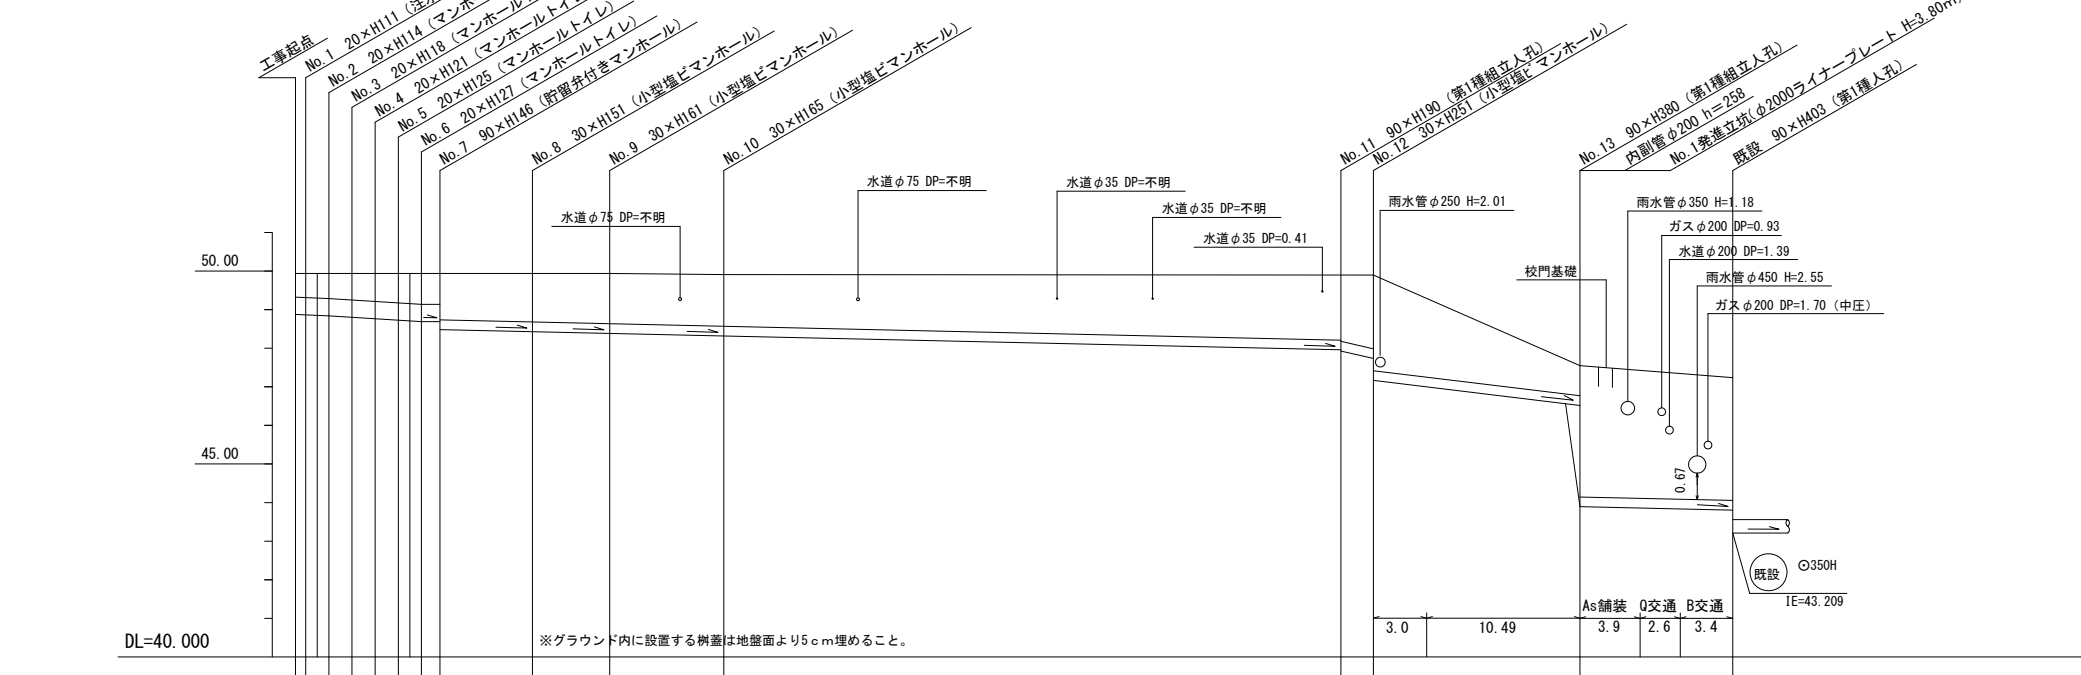 工事起点
No.1 20×H111（注水
No.2 20×H114（マンホ
No.3 20×H118（マンホール
No.4 20×H121（マンホールトイレ
No.5 20×H125（マンホールトイレ）
No.6 20×H127（マンホールトイレ）
No.7 90×H146（貯留弁付きマンホール）
No.8 30×H151（小型塩ビマンホール）
No.9 30×H161（小型塩ビマンホール）
No.10 30×H165（小型塩ビマンホール）
No.11 90×H190（第1種組立人孔）
No.12 30×H251（小型塩ビマンホール）
No.13 90×H380（第1種組立人孔）
内副管φ200 h=258
No.1発進立坑(φ2000ライナープレート H=3.80m)
既設 90×H403（第1種人孔）
水道φ75 DP=不明
水道φ75 DP=不明
水道φ35 DP=不明
水道φ35 DP=不明
水道φ35 DP=0.41
雨水管φ250 H=2.01
雨水管φ350 H=1.18
ガスφ200 DP=0.93
水道φ200 DP=1.39
校門基礎
雨水管φ450 H=2.55
ガスφ200 DP=1.70（中圧）
50.00
45.00
0.67
既設
⊙350H
IE=43.209
As舗装 Q交通 B交通
3.0 10.49 3.9 2.6 3.4
DL=40.000
※グラウンド内に設置する桝蓋は地盤面より5ｃm埋めること。